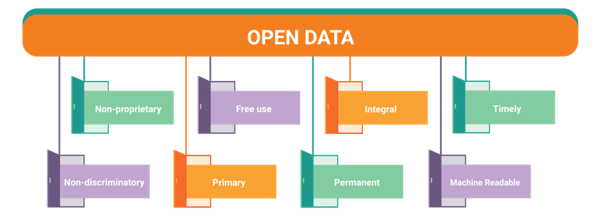 OPEN DATA
Non-proprietary
Free use
Integral
Timely
Non-discriminatory
Primary
Permanent
Machine Readable